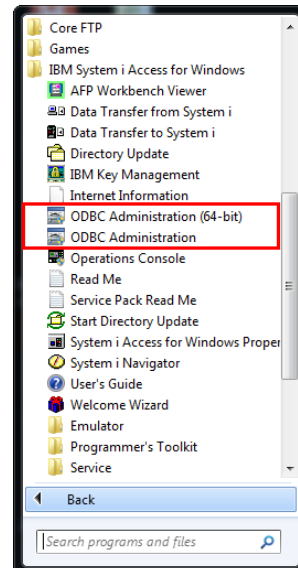 Core FTP
Games
IBM System i Access for Windows
AFP Workbench Viewer
Data Transfer from System i
Data Transfer to System i
Directory Update
IBM Key Management
Internet Information
ODBC Administration (64-bit)
ODBC Administration
Operations Console
Read Me
Service Pack Read Me
Start Directory Update
System i Access for Windows Proper
System i Navigator
User's Guide
Welcome Wizard
Emulator
Programmer's Toolkit
Service
Back
Search programs and files